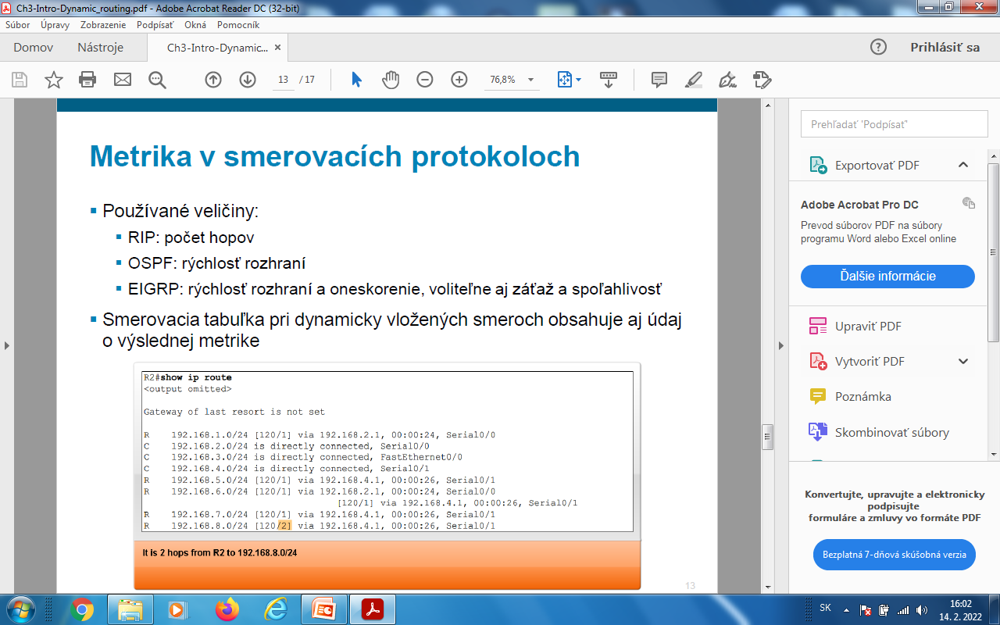 Ch3-Intro-Dynamic_routing.pdf - Adobe Acrobat Reader DC (32-bit)
Súbor Úpravy Zobrazenie Podpísať Okná Pomocník
Domov Nástroje Ch3-Intro-Dynamic... × Prihlásiť sa
13 / 17 76,8%
Metrika v smerovacích protokoloch
Používané veličiny:
RIP: počet hopov
OSPF: rýchlosť rozhraní
EIGRP: rýchlosť rozhraní a oneskorenie, voliteľne aj záťaž a spoľahlivosť
Smerovacia tabuľka pri dynamicky vložených smeroch obsahuje aj údaj
o výslednej metrike
R2#show ip route
<output omitted>
Gateway of last resort is not set
R 192.168.1.0/24 [120/1] via 192.168.2.1, 00:00:24, Serial0/0
C 192.168.2.0/24 is directly connected, Serial0/0
C 192.168.3.0/24 is directly connected, FastEthernet0/0
C 192.168.4.0/24 is directly connected, Serial0/1
R 192.168.5.0/24 [120/1] via 192.168.4.1, 00:00:26, Serial0/1
R 192.168.6.0/24 [120/1] via 192.168.2.1, 00:00:24, Serial0/0
[120/1] via 192.168.4.1, 00:00:26, Serial0/1
R 192.168.7.0/24 [120/1] via 192.168.4.1, 00:00:26, Serial0/1
R 192.168.8.0/24 [120/2] via 192.168.4.1, 00:00:26, Serial0/1
It is 2 hops from R2 to 192.168.8.0/24
13
Prehľadať 'Podpísať'
Exportovať PDF
Adobe Acrobat Pro DC
Prevod súborov PDF na súbory
programu Word alebo Excel online
Ďalšie informácie
Upraviť PDF
Vytvoriť PDF
Poznámka
Skombinovať súbory
Konvertujte, upravujte a elektronicky
podpisujte
formuláre a zmluvy vo formáte PDF
Bezplatná 7-dňová skúšobná verzia
SK
16:02
14. 2. 2022